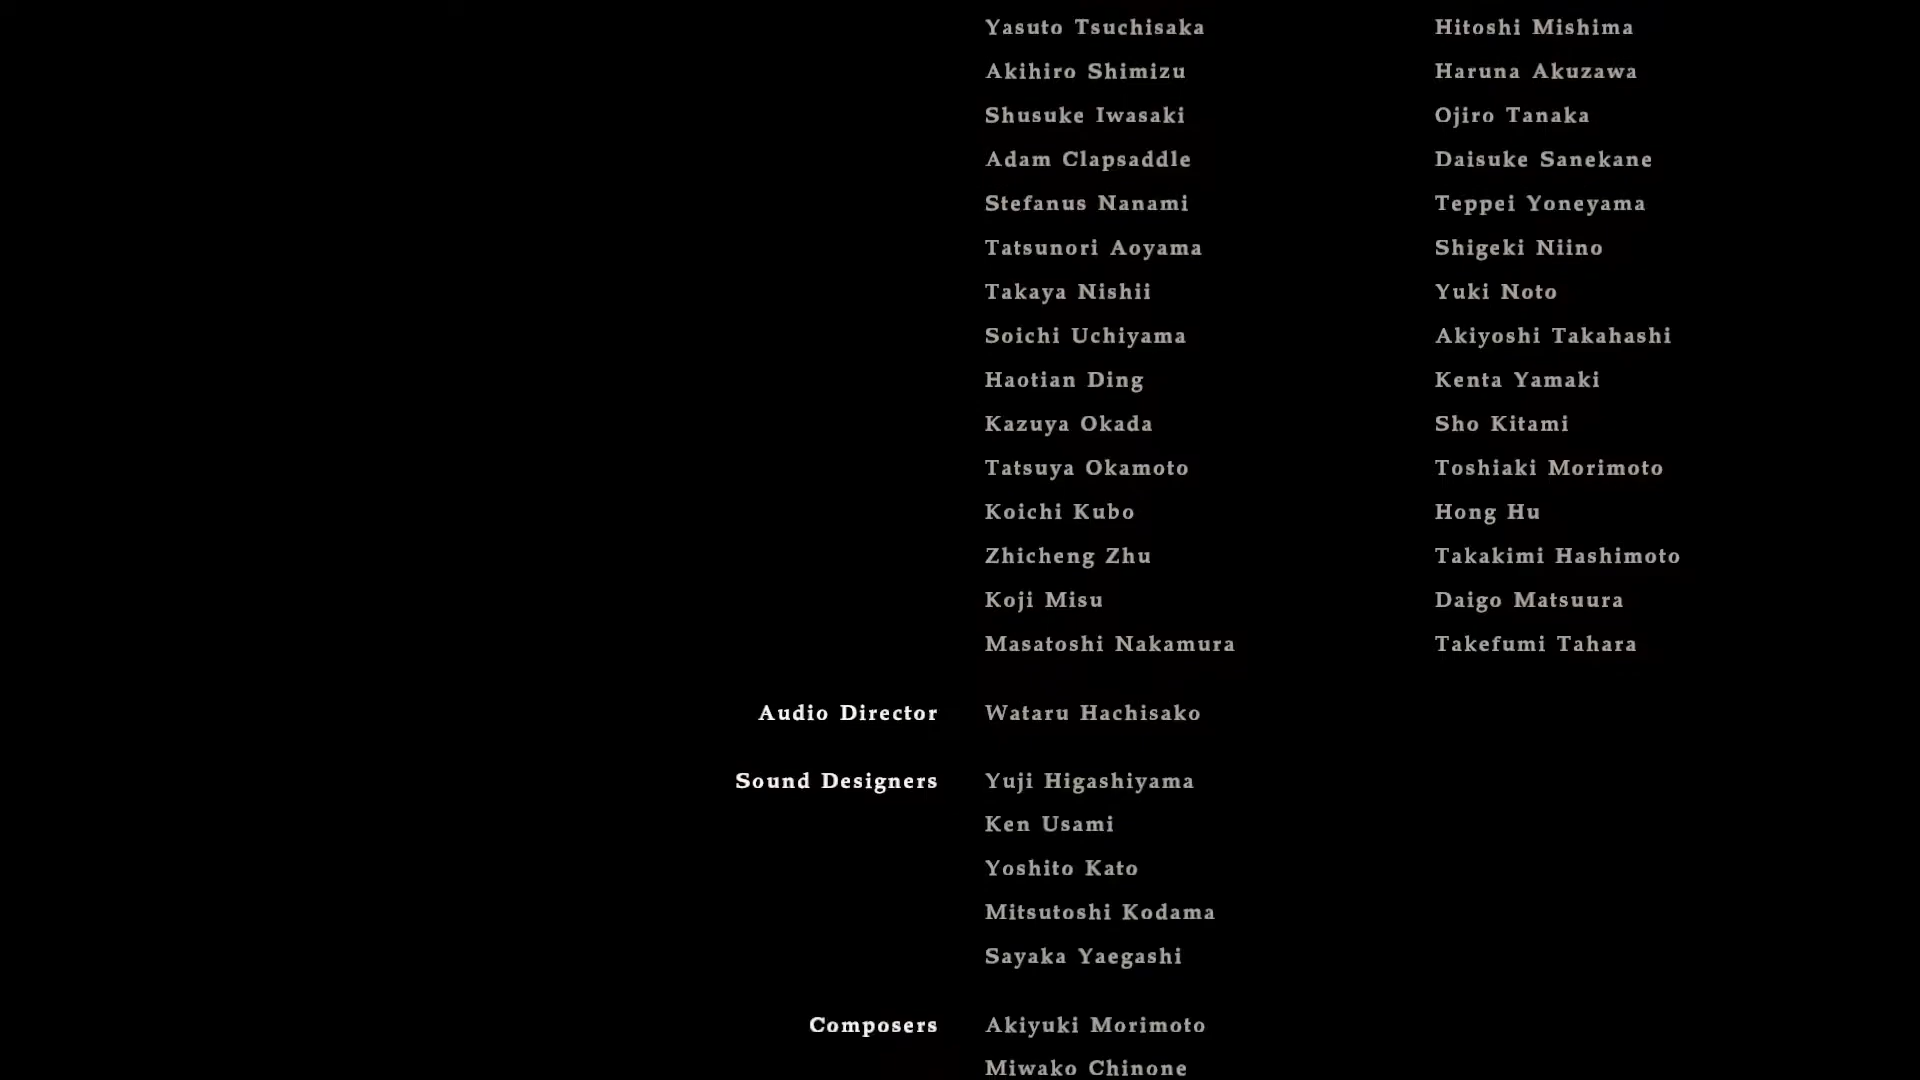 Yasuto Tsuchisaka Hitoshi Mishima
Akihiro Shimizu Haruna Akuzawa
Shusuke Iwasaki Ojiro Tanaka
Adam Clapsaddle Daisuke Sanekane
Stefanus Nanami Teppei Yoneyama
Tatsunori Aoyama Shigeki Niino
Takaya Nishii Yuki Noto
Soichi Uchiyama Akiyoshi Takahashi
Haotian Ding Kenta Yamaki
Kazuya Okada Sho Kitami
Tatsuya Okamoto Toshiaki Morimoto
Koichi Kubo Hong Hu
Zhicheng Zhu Takakimi Hashimoto
Koji Misu Daigo Matsuura
Masatoshi Nakamura Takefumi Tahara
Audio Director Wataru Hachisako
Sound Designers Yuji Higashiyama
Ken Usami
Yoshito Kato
Mitsutoshi Kodama
Sayaka Yaegashi
Composers Akiyuki Morimoto
Miwako Chinone